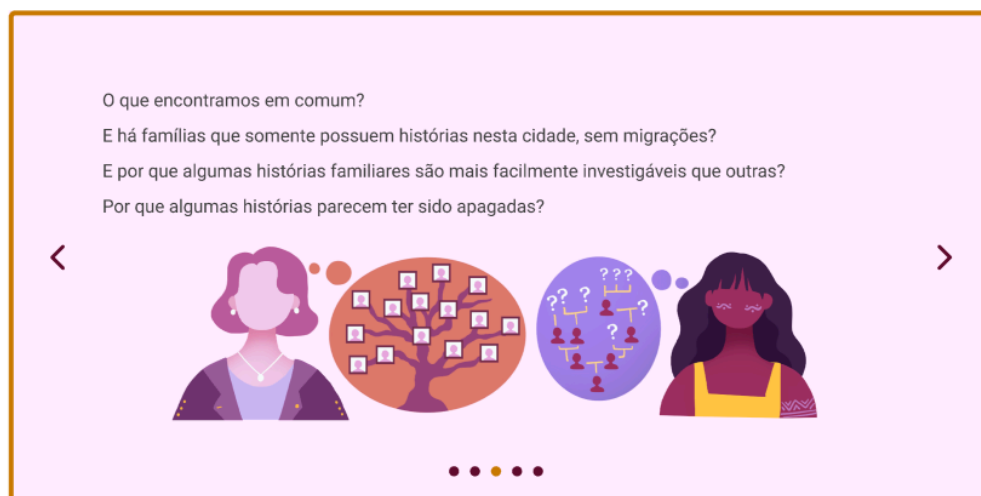 O que encontramos em comum?
E há famílias que somente possuem histórias nesta cidade, sem migrações?
E por que algumas histórias familiares são mais facilmente investigáveis que outras?
Por que algumas histórias parecem ter sido apagadas?
???
??
?
?
?